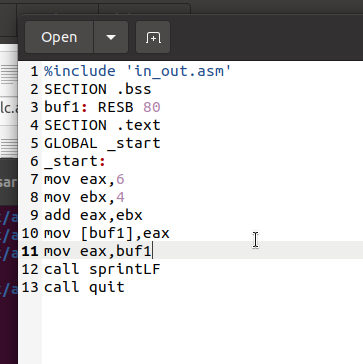 Open
1 %include 'in_out.asm'
2 SECTION .bss
3 buf1: RESB 80
4 SECTION .text
5 GLOBAL _start
6 _start:
7 mov eax,6
8 mov ebx,4
9 add eax,ebx
10 mov [buf1],eax
11 mov eax,buf1
12 call sprintLF
13 call quit
lc.a
sar